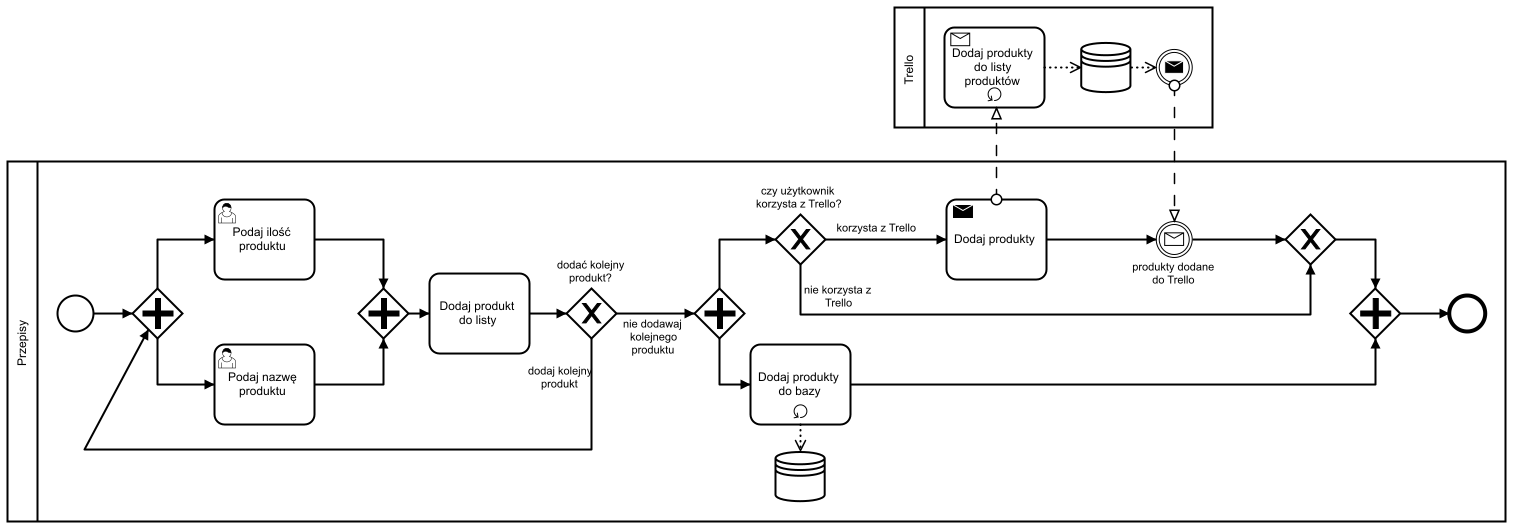 Trello
Dodaj produkty
do listy
produktów
Przepisy
Podaj ilość
produktu
Podaj nazwę
produktu
Dodaj produkt
do listy
dodać kolejny
produkt?
nie dodawaj
kolejnego
produktu
dodaj kolejny
produkt
czy użytkownik
korzysta z Trello?
korzysta z Trello
nie korzysta z
Trello
Dodaj produkty
produkty dodane
do Trello
Dodaj produkty
do bazy